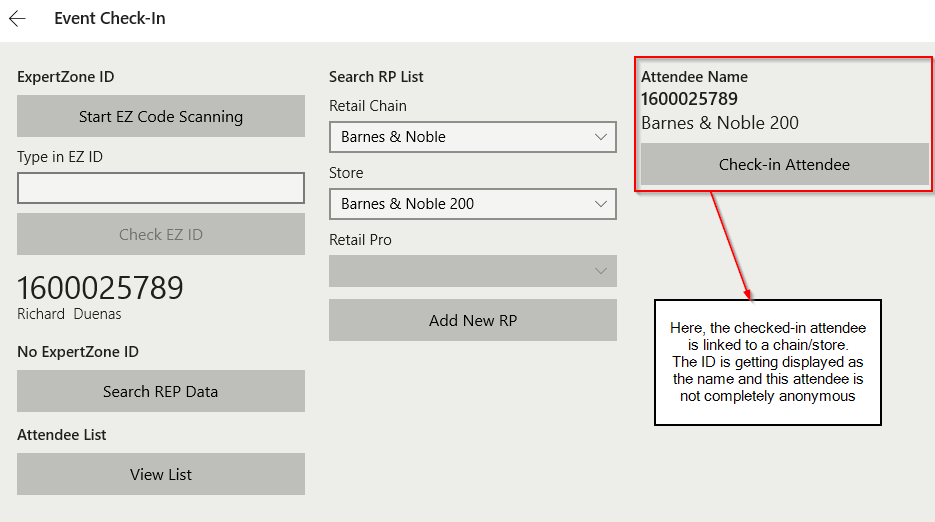 Event Check-In
ExpertZone ID
Start EZ Code Scanning
Type in EZ ID
Check EZ ID
1600025789
Richard Duenas
No ExpertZone ID
Search REP Data
Attendee List
View List
Search RP List
Retail Chain
Barnes & Noble
Store
Barnes & Noble 200
Retail Pro
Add New RP
Attendee Name
1600025789
Barnes & Noble 200
Check-in Attendee
Here, the checked-in attendee
is linked to a chain/store.
The ID is getting displayed as
the name and this attendee is
not completely anonymous